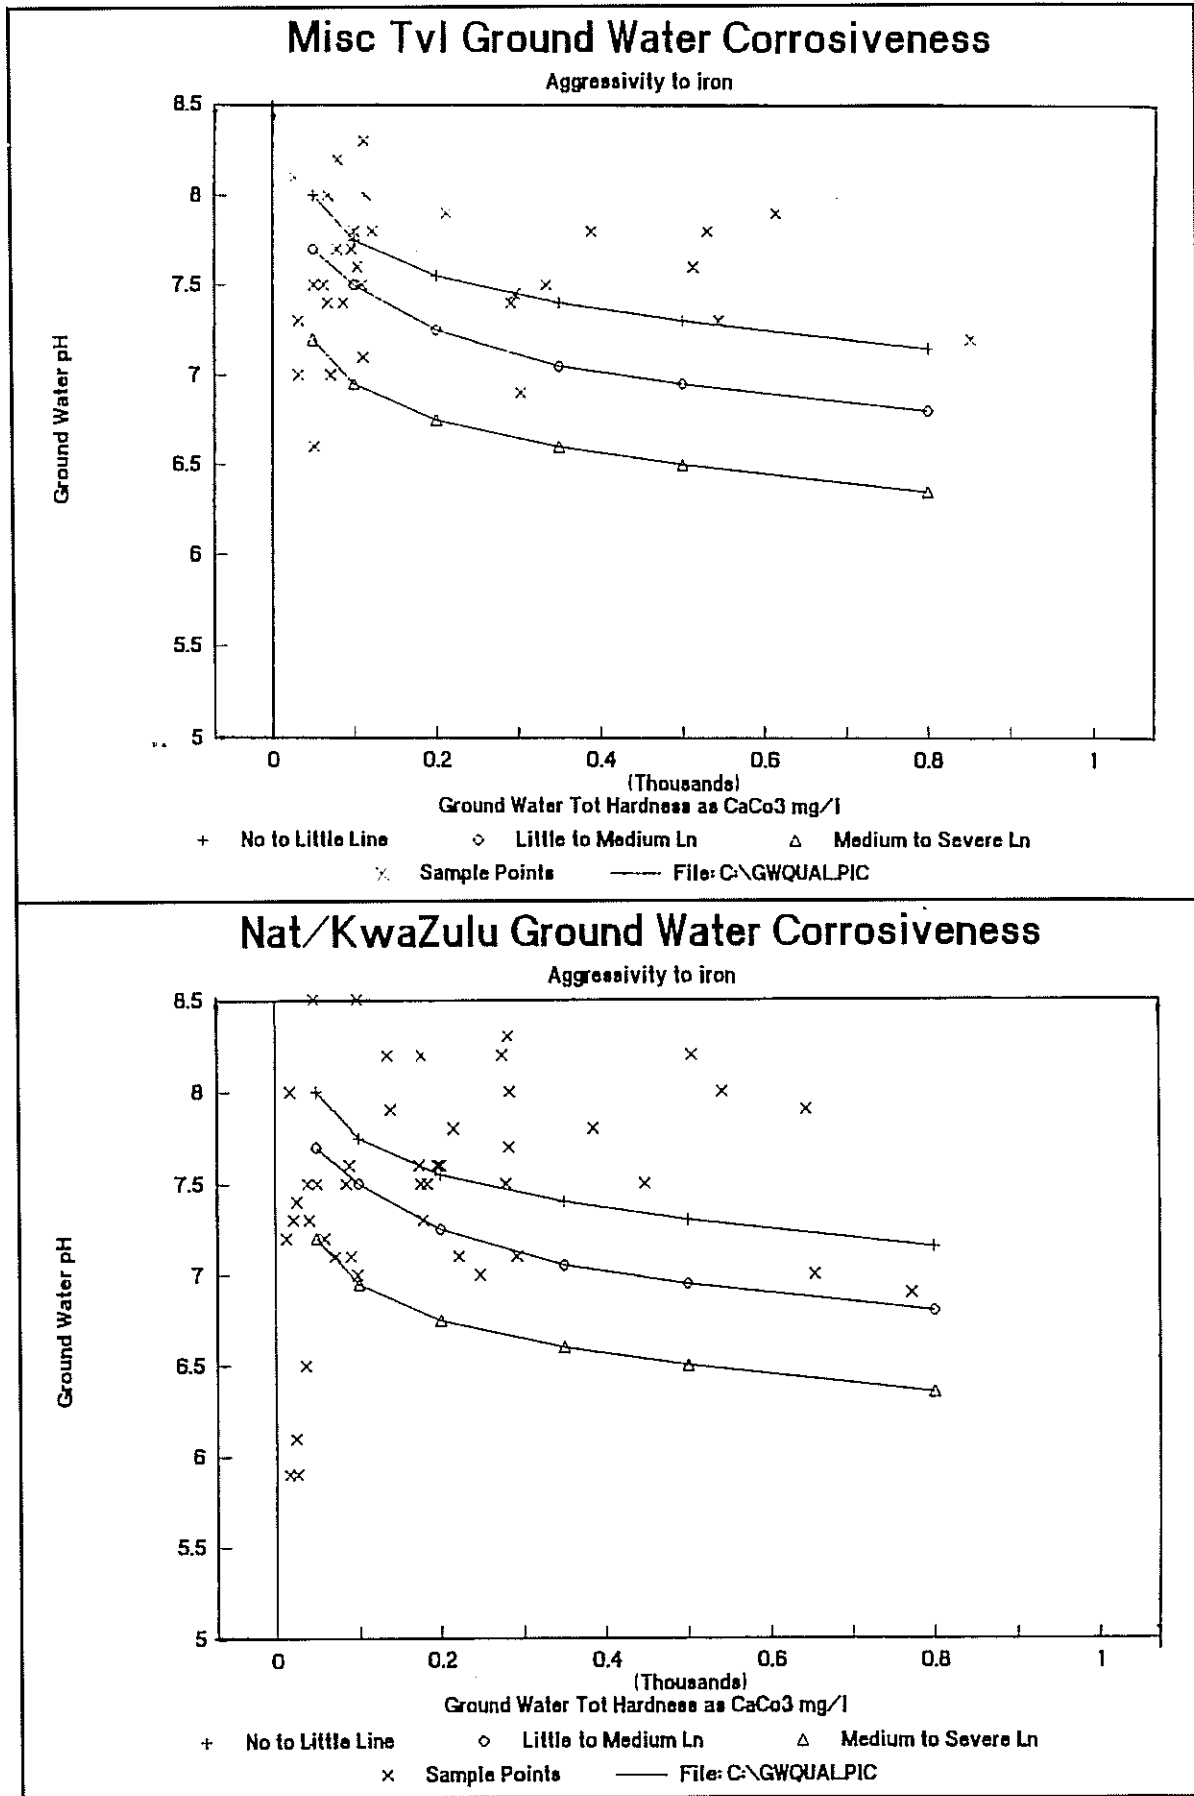 Misc Tvl Ground Water Corrosiveness
Aggressivity to iron
8.5
8
7.5
7
6.5
6
5.5
5
Ground Water pH
0 0.2 0.4 0.6 0.8 1
(Thousands)
Ground Water Tot Hardness as CaCo3 mg/l
+ No to Little Line ◇ Little to Medium Ln △ Medium to Severe Ln
× Sample Points —— File: C:\GWQUAL.PIC
Nat/KwaZulu Ground Water Corrosiveness
Aggressivity to iron
8.5
8
7.5
7
6.5
6
5.5
5
Ground Water pH
0 0.2 0.4 0.6 0.8 1
(Thousands)
Ground Water Tot Hardness as CaCo3 mg/l
+ No to Little Line ◇ Little to Medium Ln △ Medium to Severe Ln
× Sample Points —— File: C:\GWQUAL.PIC